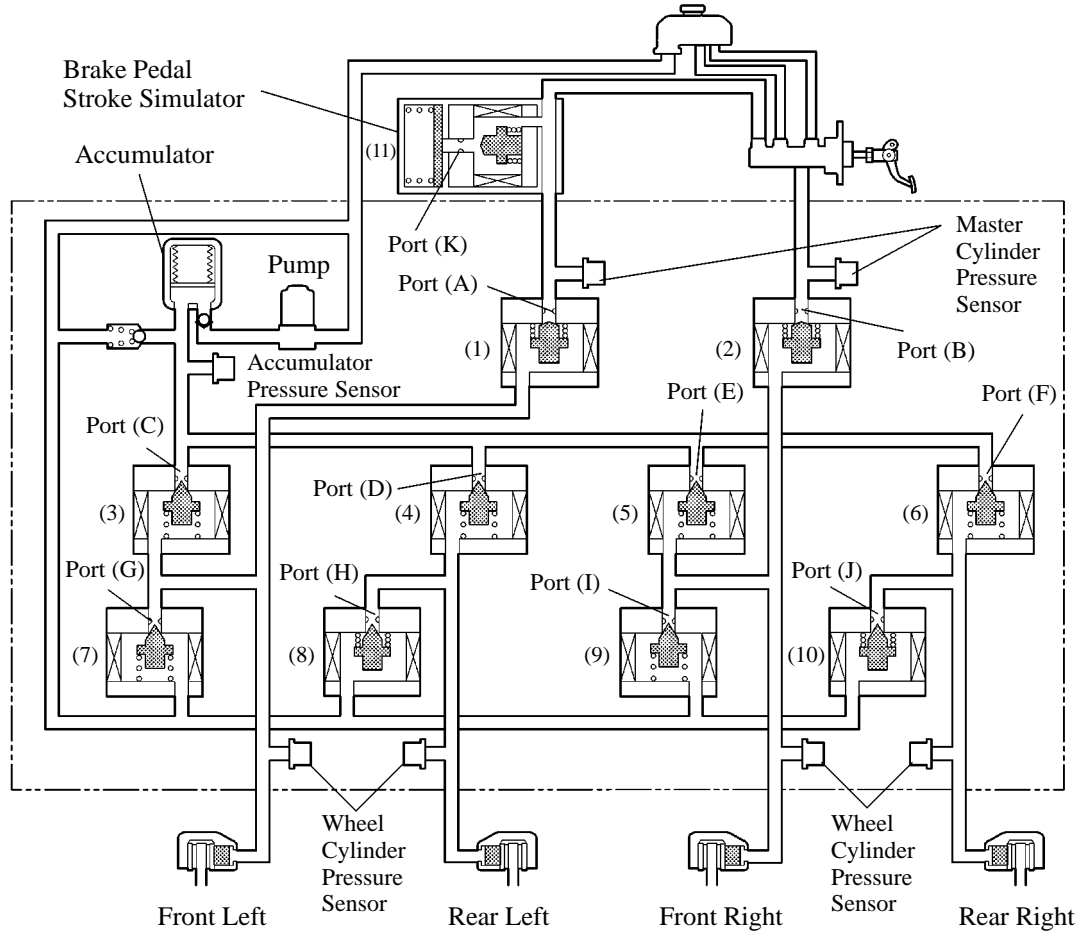 Brake Pedal
Stroke Simulator
(11)
Accumulator
Port (K)
Pump
Port (A)
Master
Cylinder
Pressure
Sensor
(1)
(2)
Port (B)
Accumulator
Pressure Sensor
Port (E)
Port (F)
Port (C)
Port (D)
(3)
(4)
(5)
(6)
Port (G)
Port (H)
Port (I)
Port (J)
(7)
(8)
(9)
(10)
Wheel
Cylinder
Pressure
Sensor
Wheel
Cylinder
Pressure
Sensor
Front Left
Rear Left
Front Right
Rear Right